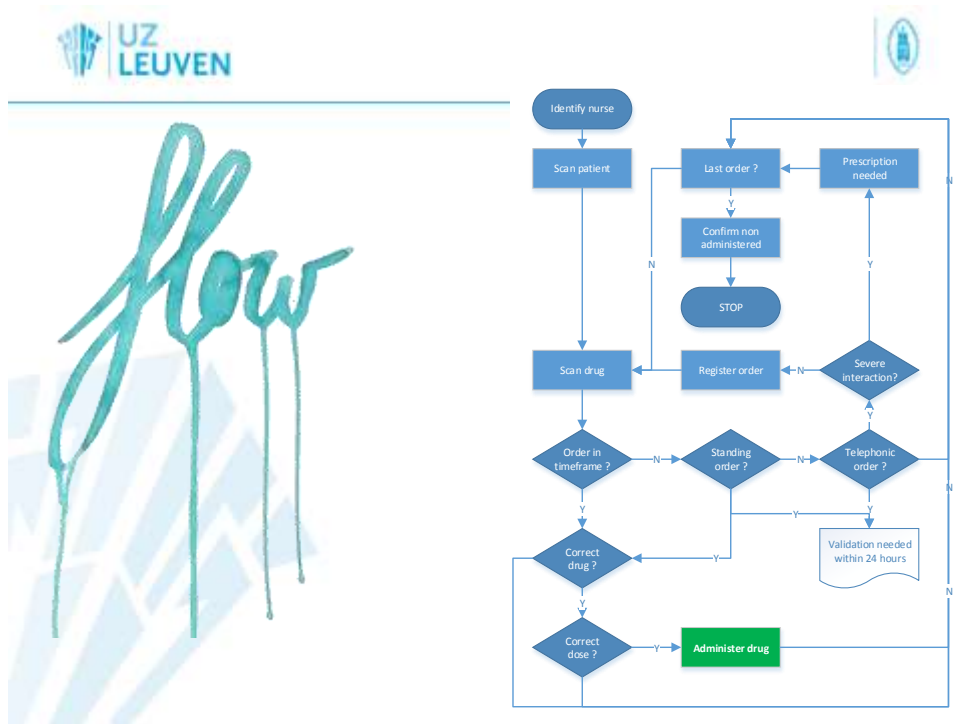 UZ
LEUVEN
flow
Identify nurse
Scan patient
Last order ?
Prescription
needed
N
Y
Confirm non
administered
N
Y
STOP
Scan drug
Register order
N
Severe
interaction?
Y
Order in
timeframe ?
N
Standing
order ?
N
Telephonic
order ?
N
Y
Y
Y
Validation needed
within 24 hours
Correct
drug ?
Y
N
Y
Correct
dose ?
Y
Administer drug